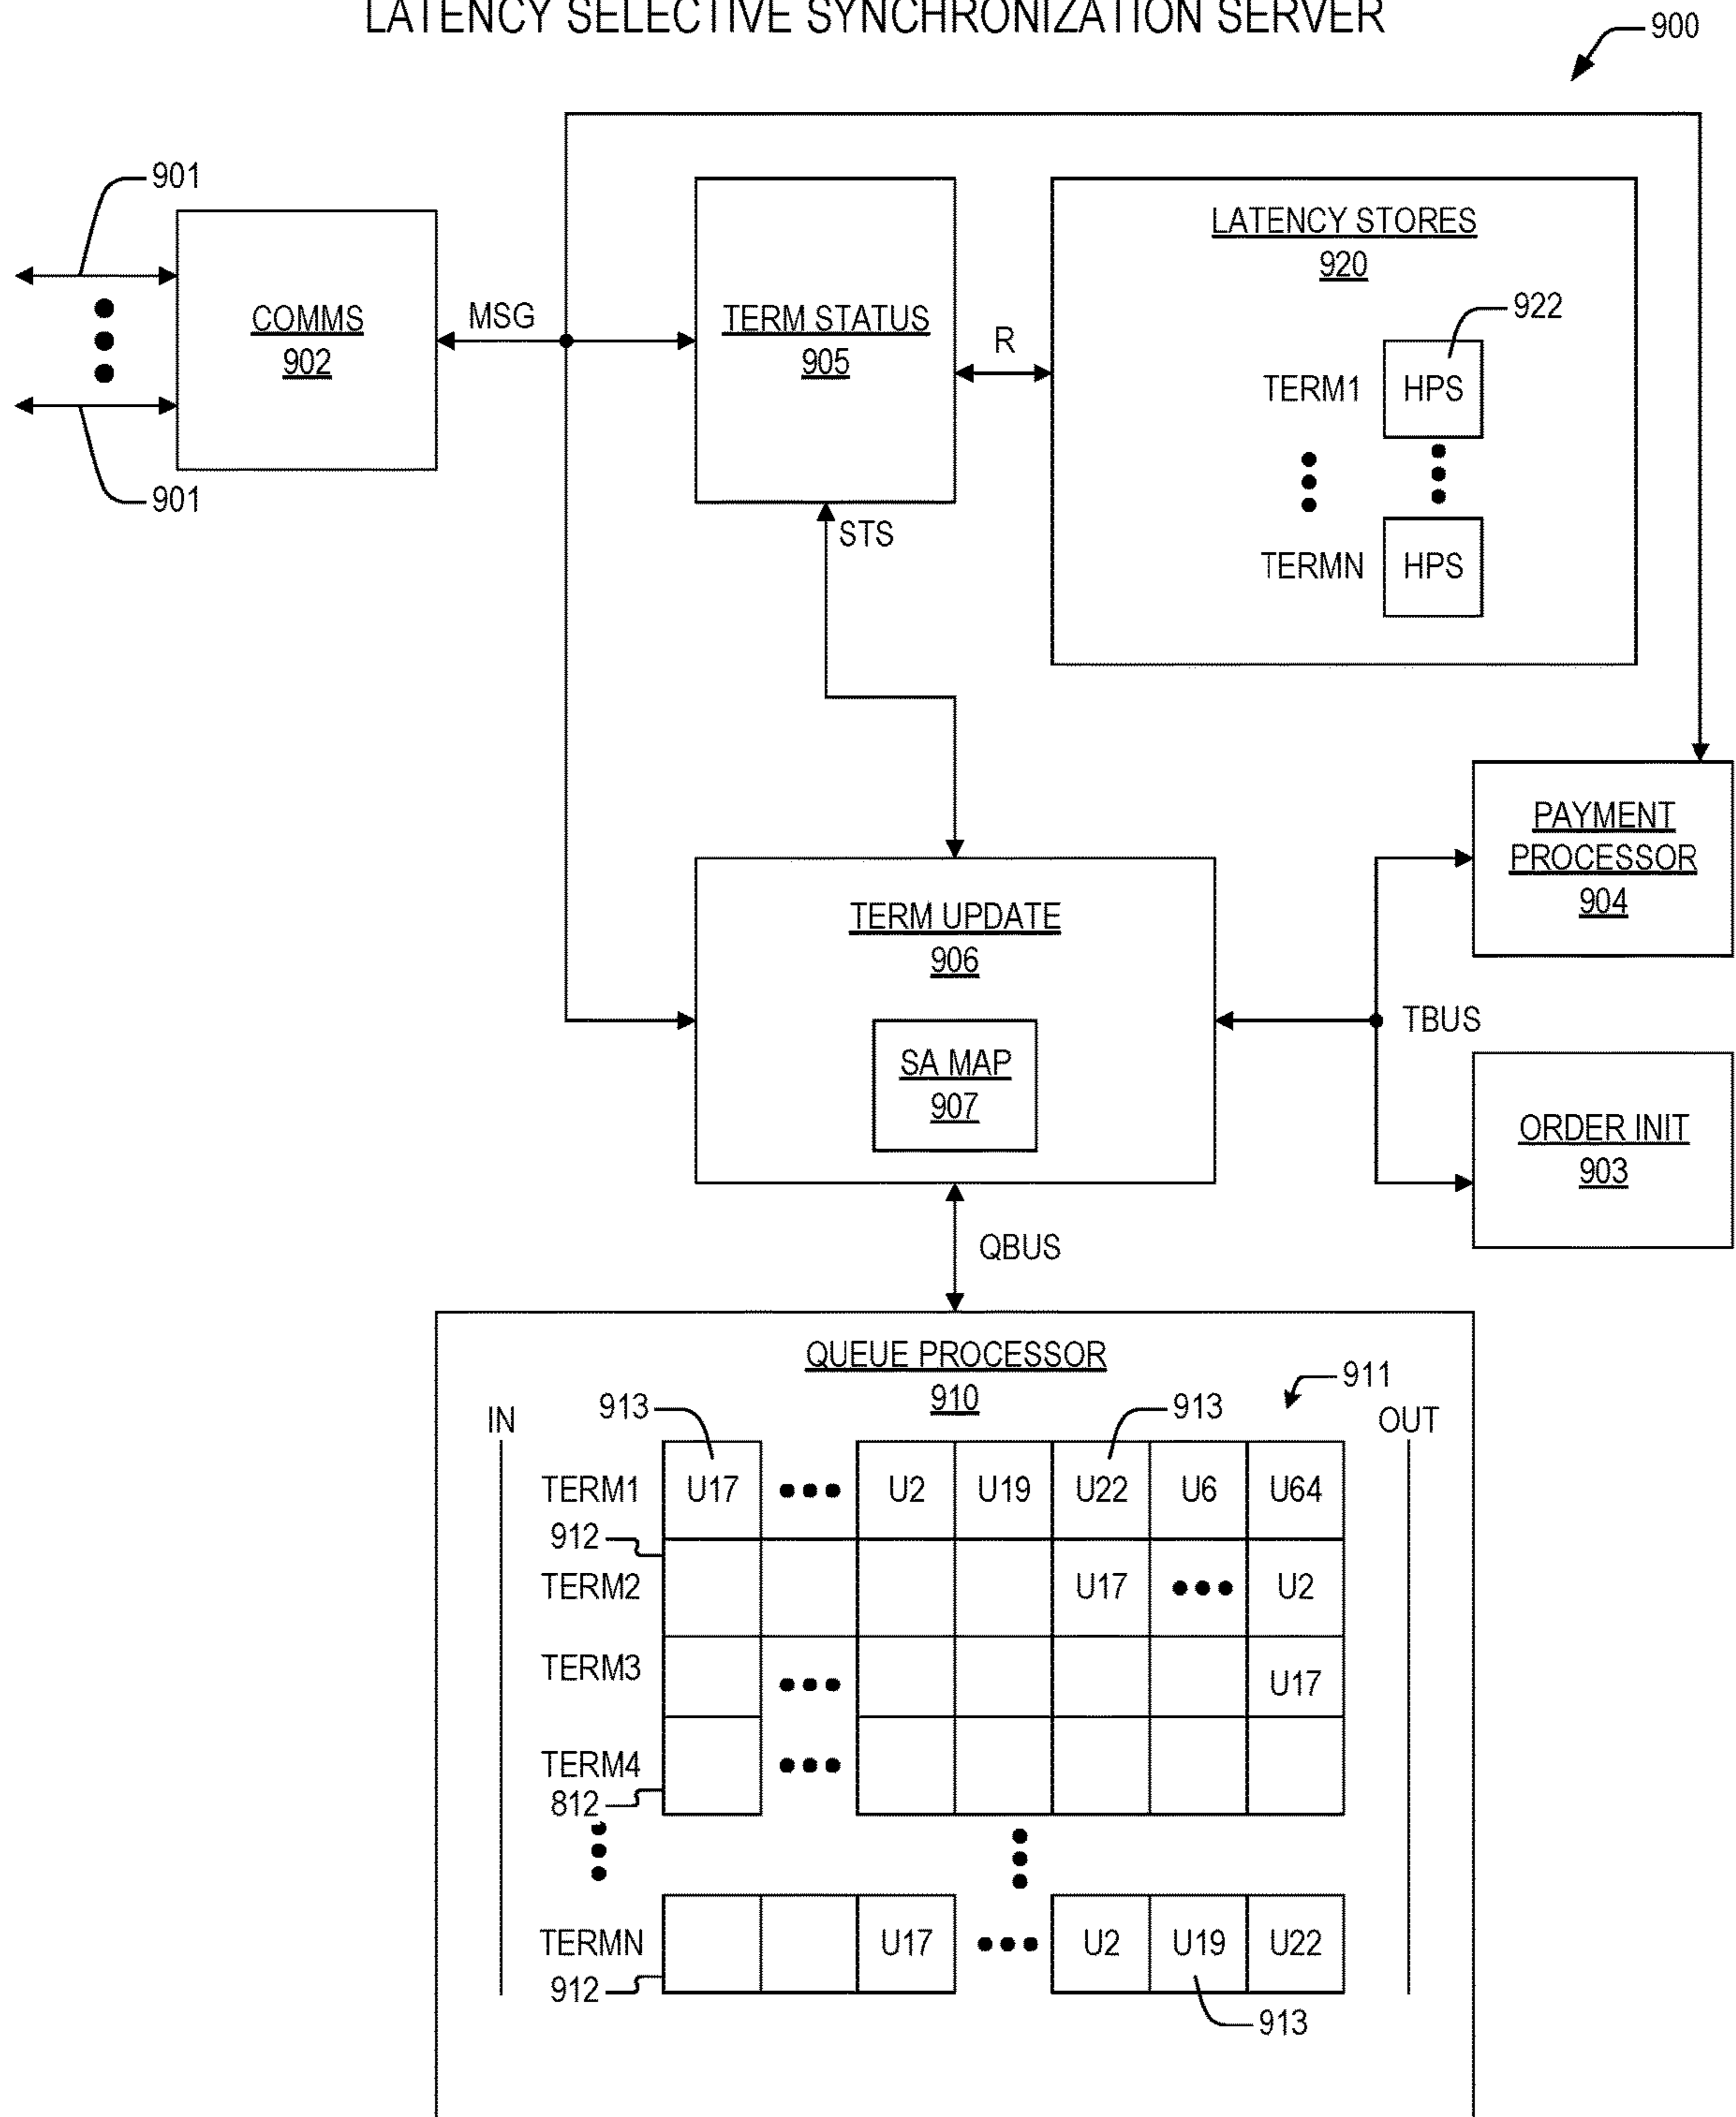 LATENCY SELECTIVE SYNCHRONIZATION SERVER
900
901
901
COMMS
902
MSG
TERM STATUS
905
R
LATENCY STORES
920
922
TERM1 HPS
TERMN HPS
STS
PAYMENT
PROCESSOR
904
TERM UPDATE
906
SA MAP
907
TBUS
ORDER INIT
903
QBUS
QUEUE PROCESSOR
910
911
IN
913
913
OUT
TERM1 U17 U2 U19 U22 U6 U64
912
TERM2 U17 U2
TERM3 U17
TERM4
812
TERMN U17 U2 U19 U22
912
913